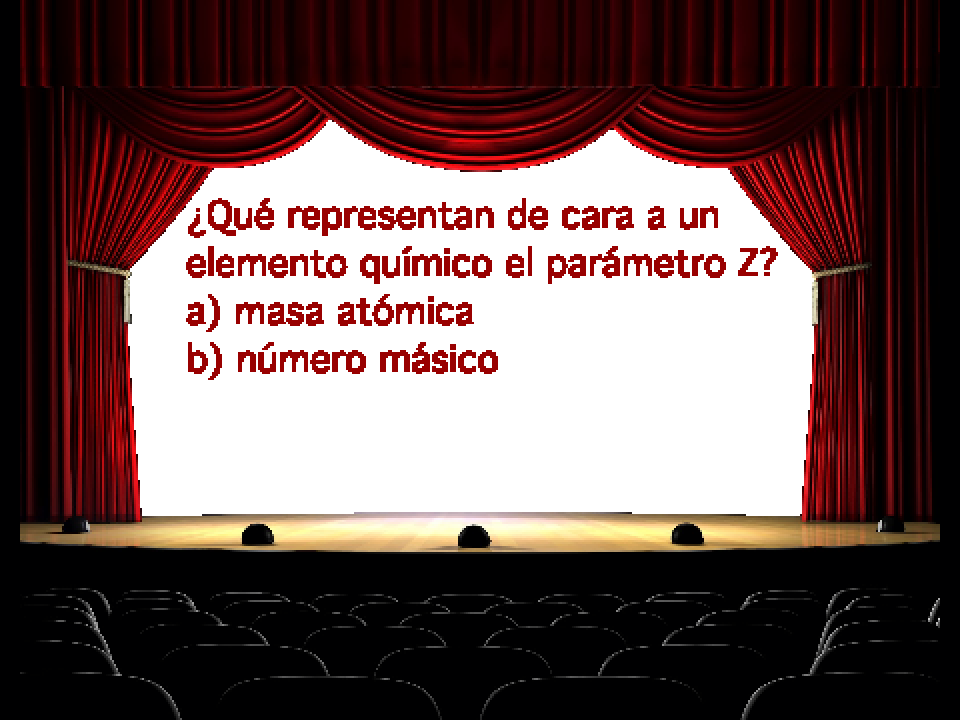 ¿Qué representan de cara a un
elemento químico el parámetro Z?
a) masa atómica
b) número másico